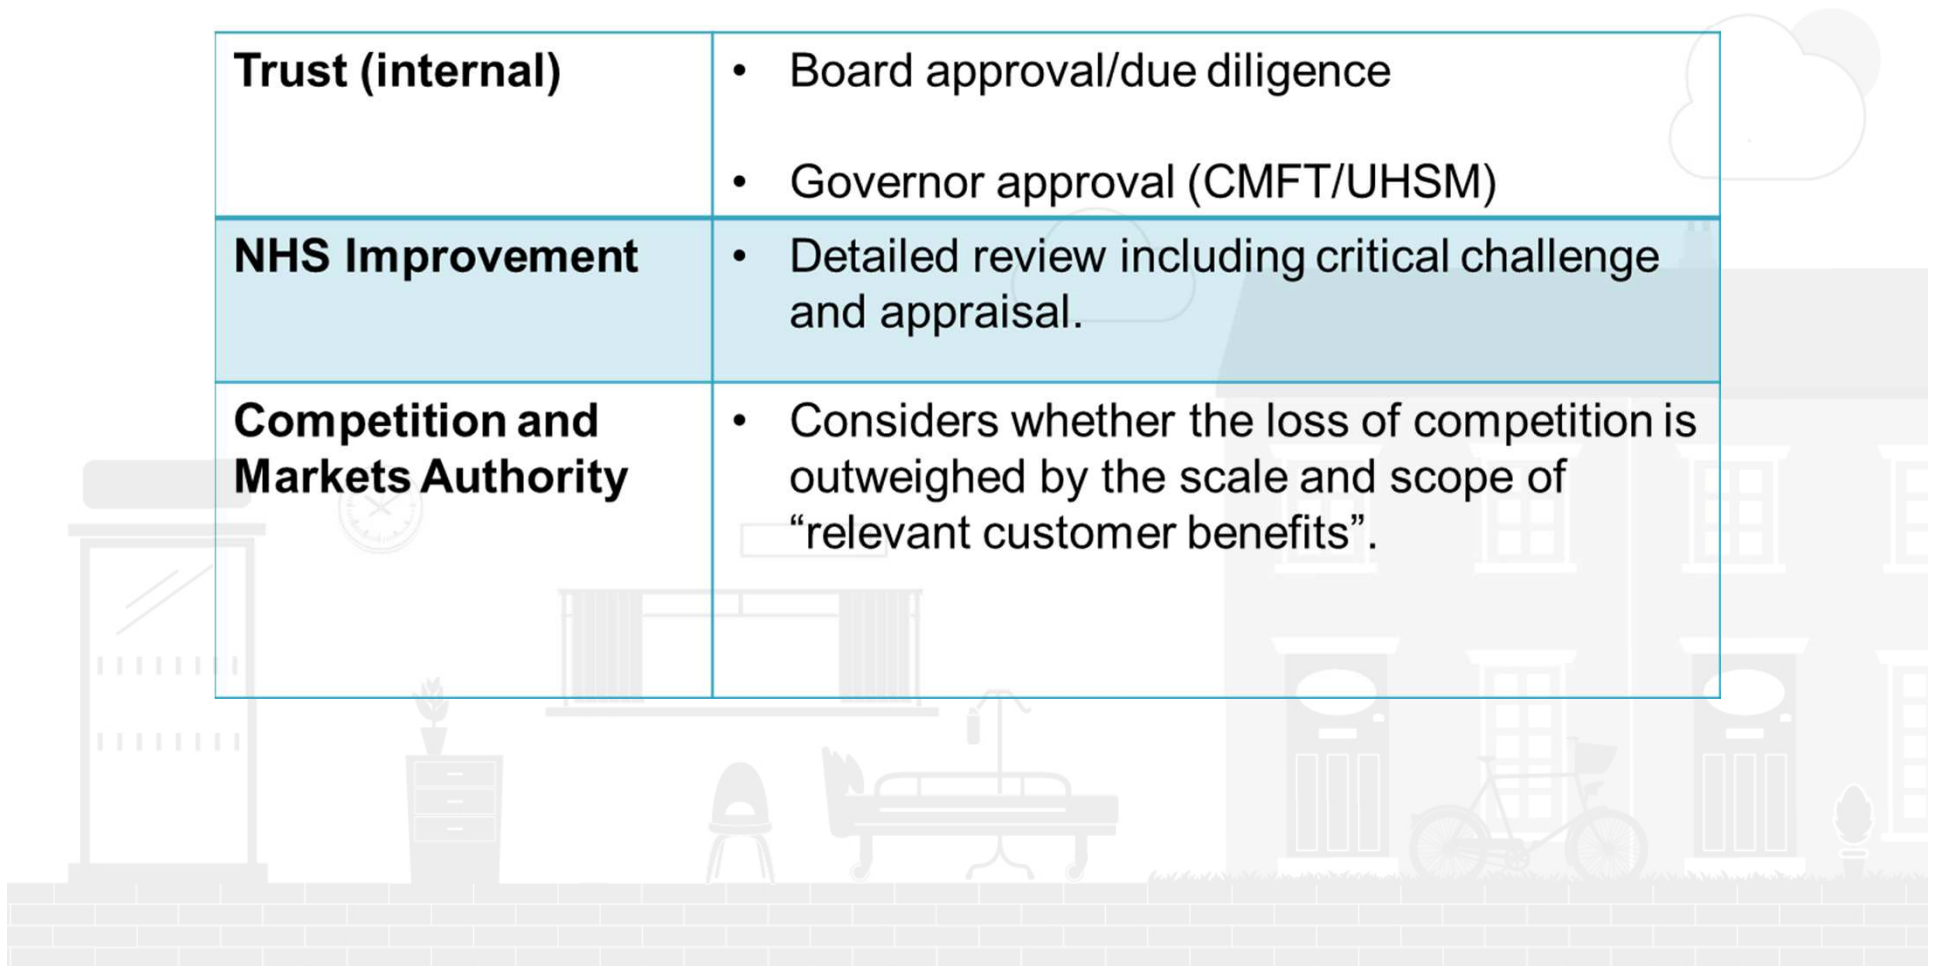 Trust (internal)
• Board approval/due diligence
• Governor approval (CMFT/UHSM)
NHS Improvement
• Detailed review including critical challenge
and appraisal.
Competition and
Markets Authority
• Considers whether the loss of competition is
outweighed by the scale and scope of
“relevant customer benefits”.